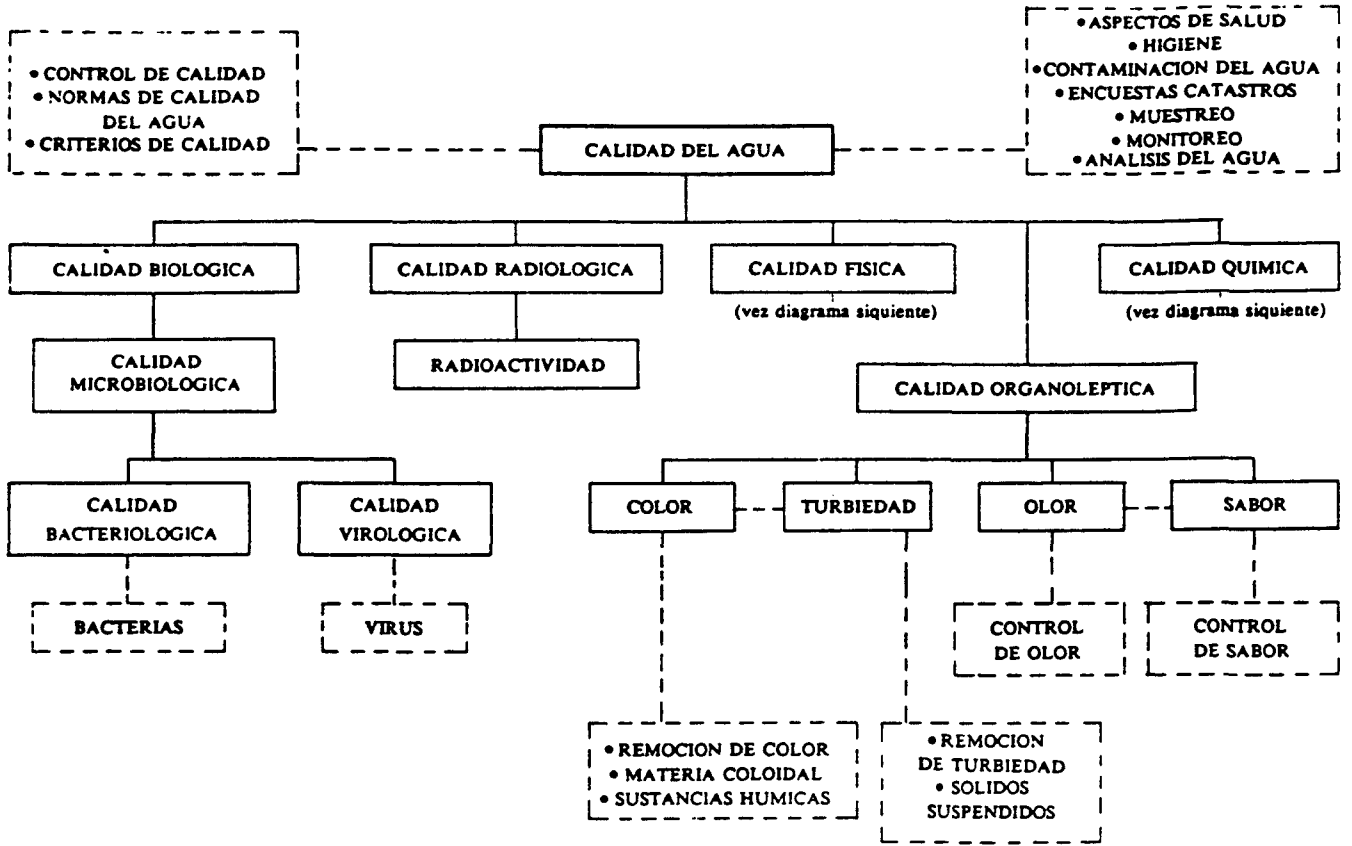 • CONTROL DE CALIDAD
• NORMAS DE CALIDAD
DEL AGUA
• CRITERIOS DE CALIDAD
• ASPECTOS DE SALUD
• HIGIENE
• CONTAMINACION DEL AGUA
• ENCUESTAS CATASTROS
• MUESTREO
• MONITOREO
• ANALISIS DEL AGUA
CALIDAD DEL AGUA
CALIDAD BIOLOGICA
CALIDAD RADIOLOGICA
CALIDAD FISICA
CALIDAD QUIMICA
(vez diagrama siquiente)
(vez diagrama siquiente)
CALIDAD
MICROBIOLOGICA
RADIOACTIVIDAD
CALIDAD ORGANOLEPTICA
CALIDAD
BACTERIOLOGICA
CALIDAD
VIROLOGICA
COLOR
TURBIEDAD
OLOR
SABOR
BACTERIAS
VIRUS
CONTROL
DE OLOR
CONTROL
DE SABOR
• REMOCION DE COLOR
• MATERIA COLOIDAL
• SUSTANCIAS HUMICAS
• REMOCION
DE TURBIEDAD
• SOLIDOS
SUSPENDIDOS